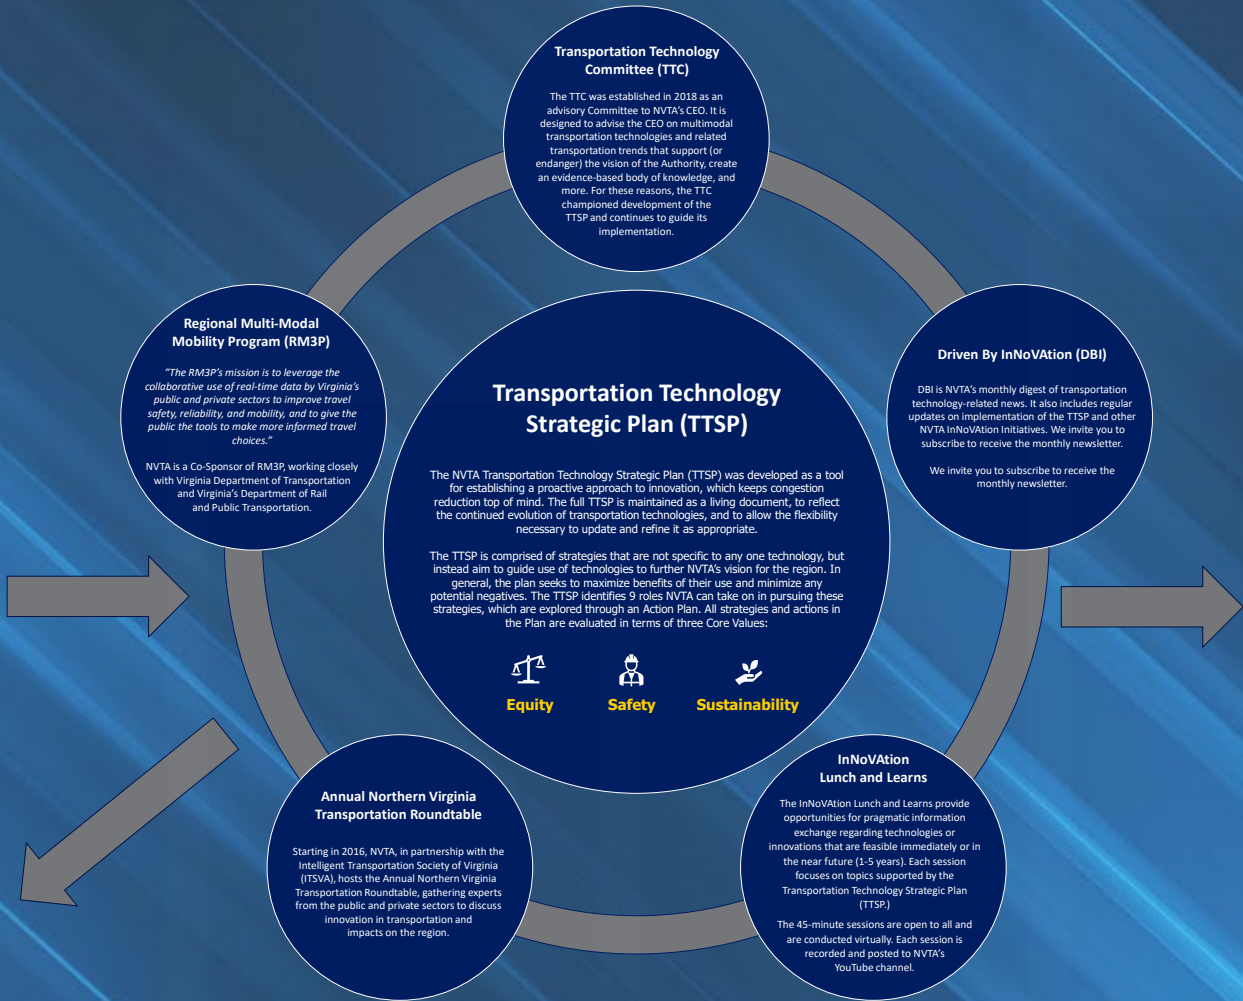 Transportation Technology
Committee (TTC)
The TTC was established in 2018 as an
advisory Committee to NVTA's CEO. It is
designed to advise the CEO on multimodal
transportation technologies and related
transportation trends that support (or
endanger) the vision of the Authority, create
an evidence-based body of knowledge, and
more. For these reasons, the TTC
championed development of the
TTSP and continues to guide its
implementation.
Regional Multi-Modal
Mobility Program (RM3P)
“The RM3P's mission is to leverage the
collaborative use of real-time data by Virginia's
public and private sectors to improve travel
safety, reliability, and mobility, and to give the
public the tools to make more informed travel
choices.”
NVTA is a Co-Sponsor of RM3P, working closely
with Virginia Department of Transportation
and Virginia's Department of Rail
and Public Transportation.
Driven By InNoVAtion (DBI)
DBI is NVTA's monthly digest of transportation
technology-related news. It also includes regular
updates on implementation of the TTSP and other
NVTA InNoVAtion Initiatives. We invite you to
subscribe to receive the monthly newsletter.
We invite you to subscribe to receive the
monthly newsletter.
Transportation Technology
Strategic Plan (TTSP)
The NVTA Transportation Technology Strategic Plan (TTSP) was developed as a tool
for establishing a proactive approach to innovation, which keeps congestion
reduction top of mind. The full TTSP is maintained as a living document, to reflect
the continued evolution of transportation technologies, and to allow the flexibility
necessary to update and refine it as appropriate.
The TTSP is comprised of strategies that are not specific to any one technology, but
instead aim to guide use of technologies to further NVTA's vision for the region. In
general, the plan seeks to maximize benefits of their use and minimize any
potential negatives. The TTSP identifies 9 roles NVTA can take on in pursuing these
strategies, which are explored through an Action Plan. All strategies and actions in
the Plan are evaluated in terms of three Core Values:
Equity
Safety
Sustainability
Annual Northern Virginia
Transportation Roundtable
Starting in 2016, NVTA, in partnership with the
Intelligent Transportation Society of Virginia
(ITSVA), hosts the Annual Northern Virginia
Transportation Roundtable, gathering experts
from the public and private sectors to discuss
innovation in transportation and
impacts on the region.
InNoVAtion
Lunch and Learns
The InNoVAtion Lunch and Learns provide
opportunities for pragmatic information
exchange regarding technologies or
innovations that are feasible immediately or in
the near future (1-5 years). Each session
focuses on topics supported by the
Transportation Technology Strategic Plan
(TTSP.)
The 45-minute sessions are open to all and
are conducted virtually. Each session is
recorded and posted to NVTA's
YouTube channel.